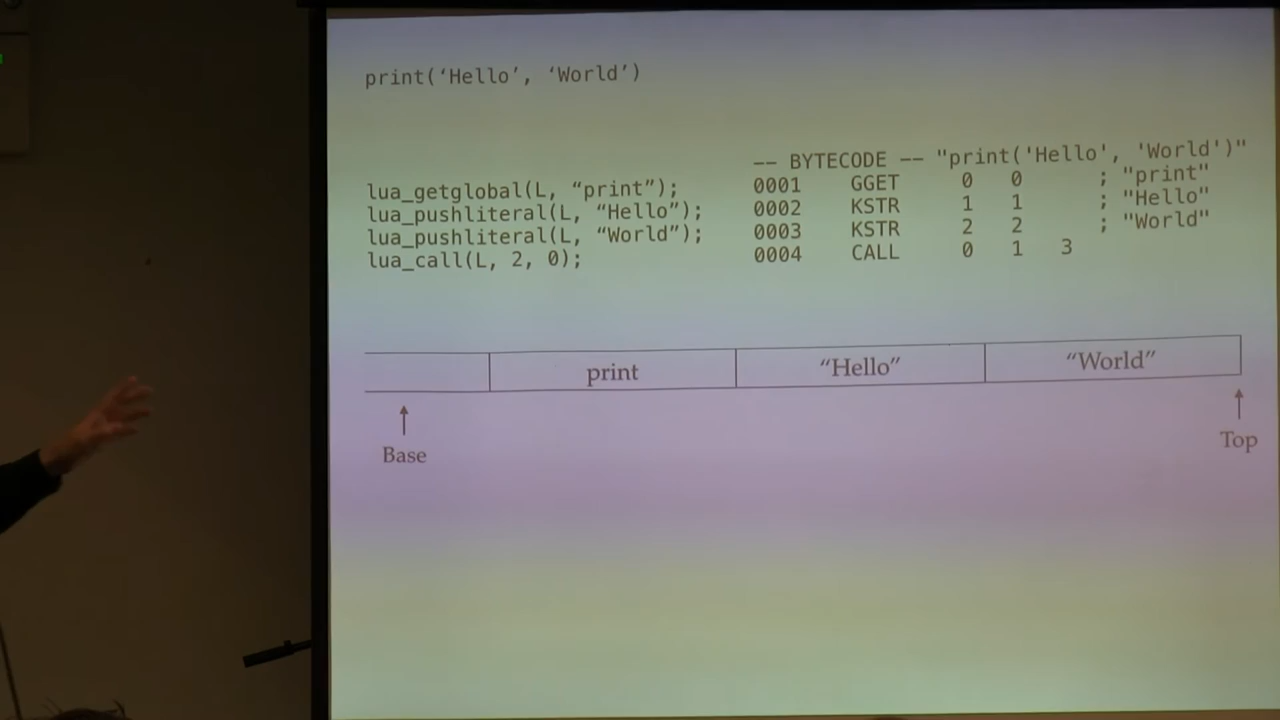 print(‘Hello’, ‘World’)
lua_getglobal(L, “print”);
lua_pushliteral(L, “Hello”);
lua_pushliteral(L, “World”);
lua_call(L, 2, 0);
-- BYTECODE -- "print('Hello', 'World')"
0001 GGET 0 0 ; "print"
0002 KSTR 1 1 ; "Hello"
0003 KSTR 2 2 ; "World"
0004 CALL 0 1 3
print “Hello” “World”
Base Top